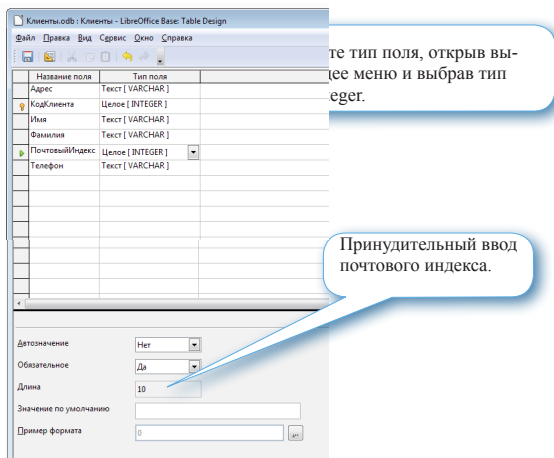 Клиенты.odb : Клиенты - LibreOffice Base: Table Design
Файл Правка Вид Сервис Окно Справка
те тип поля, открыв вы-
ее меню и выбрав тип
eger.
Название поля Тип поля
Адрес Текст [ VARCHAR ]
КодКлиента Целое [ INTEGER ]
Имя Текст [ VARCHAR ]
Фамилия Текст [ VARCHAR ]
ПочтовыйИндекс Целое [ INTEGER ]
Телефон Текст [ VARCHAR ]
Принудительный ввод
почтового индекса.
Автозначение Нет
Обязательное Да
Длина 10
Значение по умолчанию
Пример формата 0
...